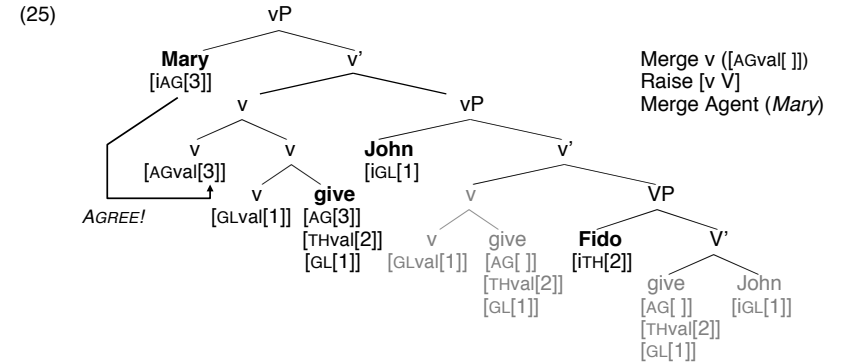 (25)
vP
Mary
[iAG[3]]
v’
Merge v ([AGval[ ]])
Raise [v V]
Merge Agent (Mary)
v
vP
v
[AGval[3]]
v
John
[iGL[1]
v’
AGREE!
v
[GLval[1]]
give
[AG[3]]
[THval[2]]
[GL[1]]
v
VP
v
[GLval[1]]
give
[AG[ ]]
[THval[2]]
[GL[1]]
Fido
[iTH[2]]
V’
give
[AG[ ]]
[THval[2]]
[GL[1]]
John
[iGL[1]]